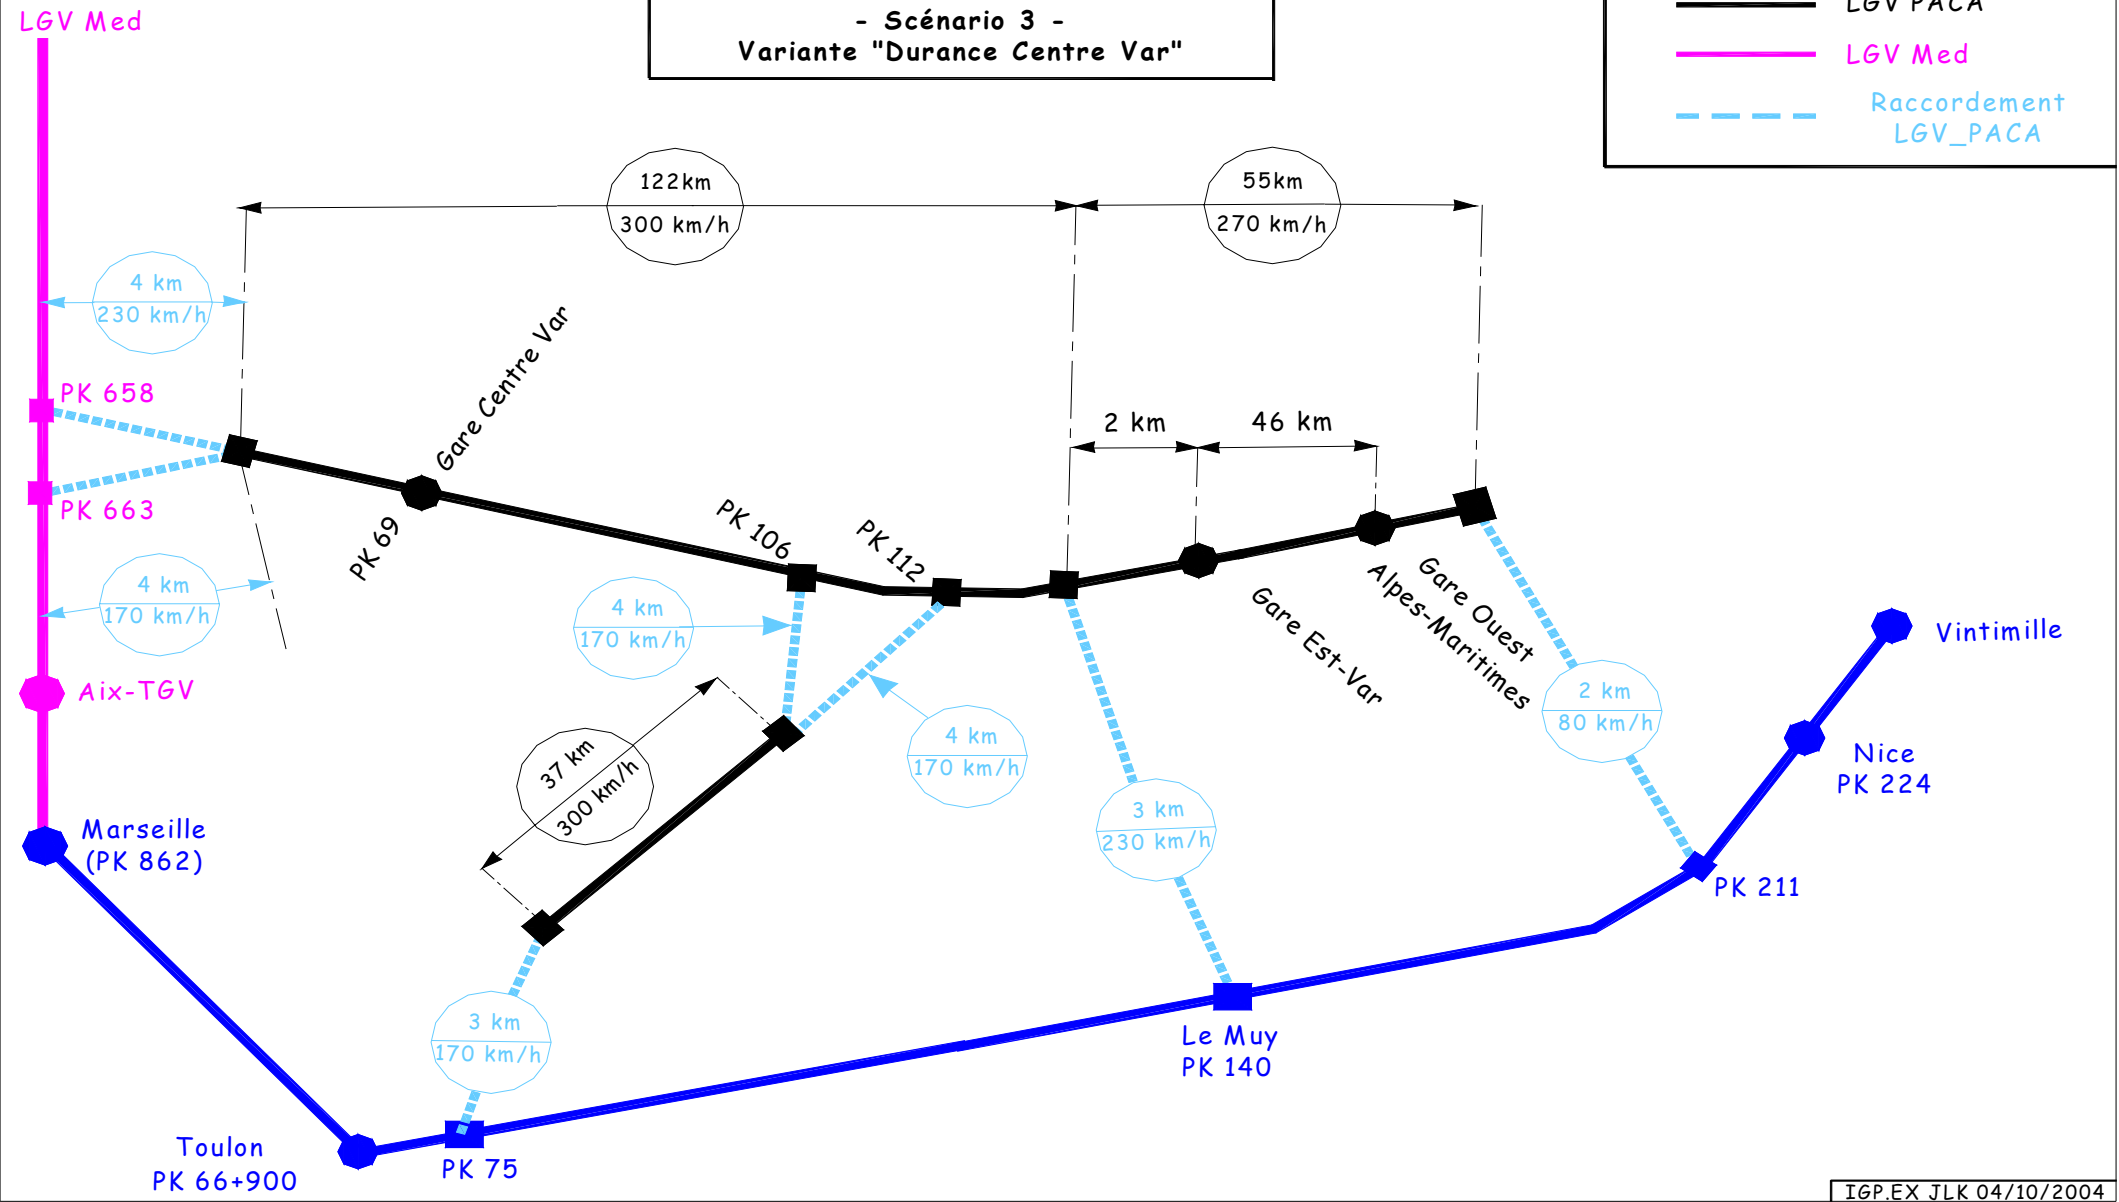 LGV Med
- Scénario 3 -
Variante "Durance Centre Var"
LGV PACA
LGV Med
Raccordement
LGV_PACA
122km
300 km/h
55km
270 km/h
4 km
230 km/h
PK 658
PK 663
4 km
170 km/h
Aix-TGV
Marseille
(PK 862)
Gare Centre Var
PK 69
PK 106
PK 112
2 km
46 km
4 km
170 km/h
4 km
170 km/h
37 km
300 km/h
Gare Est-Var
Gare Ouest
Alpes-Maritimes
3 km
230 km/h
2 km
80 km/h
Vintimille
Nice
PK 224
PK 211
Le Muy
PK 140
3 km
170 km/h
PK 75
Toulon
PK 66+900
IGP.EX JLK 04/10/2004